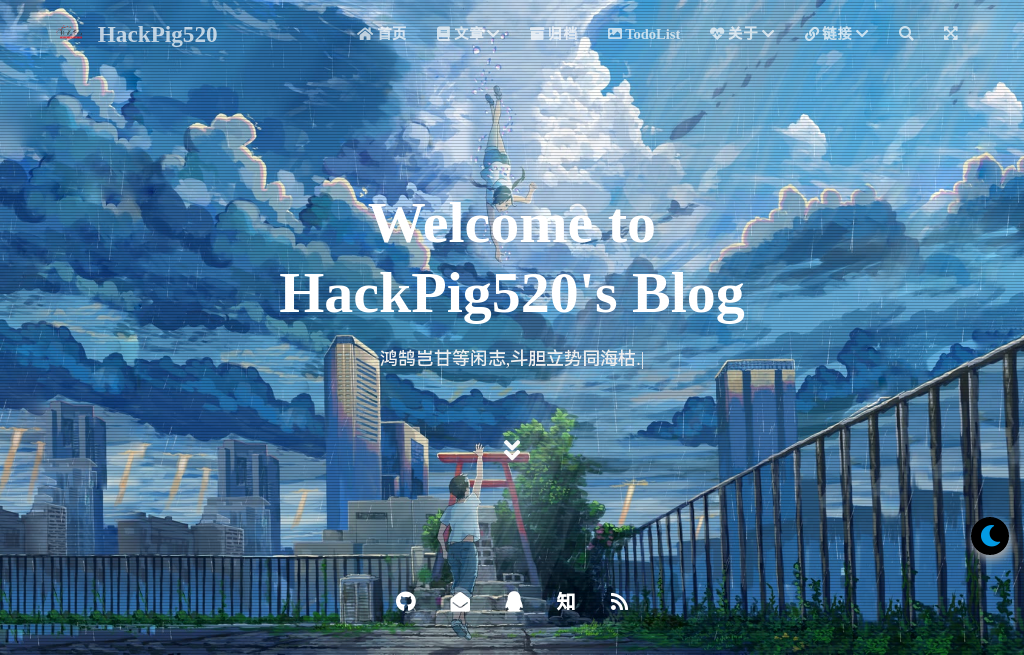 HackPig520
首页
文章
归档
TodoList
关于
链接
Welcome to
HackPig520's Blog
鸿鹄岂甘等闲志,斗胆立势同海枯.|
知